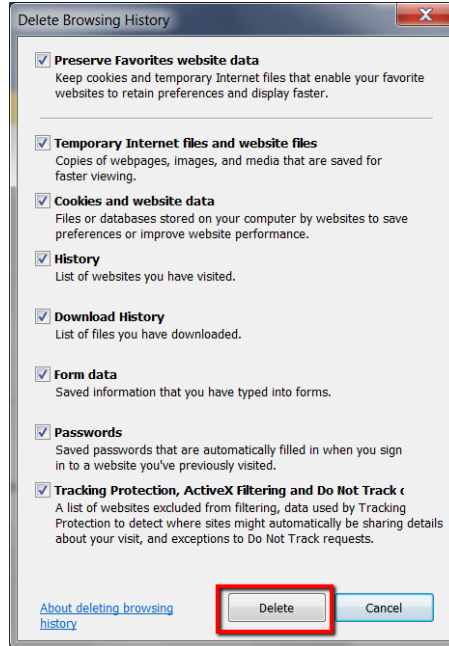 Delete Browsing History
Preserve Favorites website data
Keep cookies and temporary Internet files that enable your favorite
websites to retain preferences and display faster.
Temporary Internet files and website files
Copies of webpages, images, and media that are saved for
faster viewing.
Cookies and website data
Files or databases stored on your computer by websites to save
preferences or improve website performance.
History
List of websites you have visited.
Download History
List of files you have downloaded.
Form data
Saved information that you have typed into forms.
Passwords
Saved passwords that are automatically filled in when you sign
in to a website you've previously visited.
Tracking Protection, ActiveX Filtering and Do Not Track
A list of websites excluded from filtering, data used by Tracking
Protection to detect where sites might automatically be sharing details
about your visit, and exceptions to Do Not Track requests.
About deleting browsing
history
Delete
Cancel